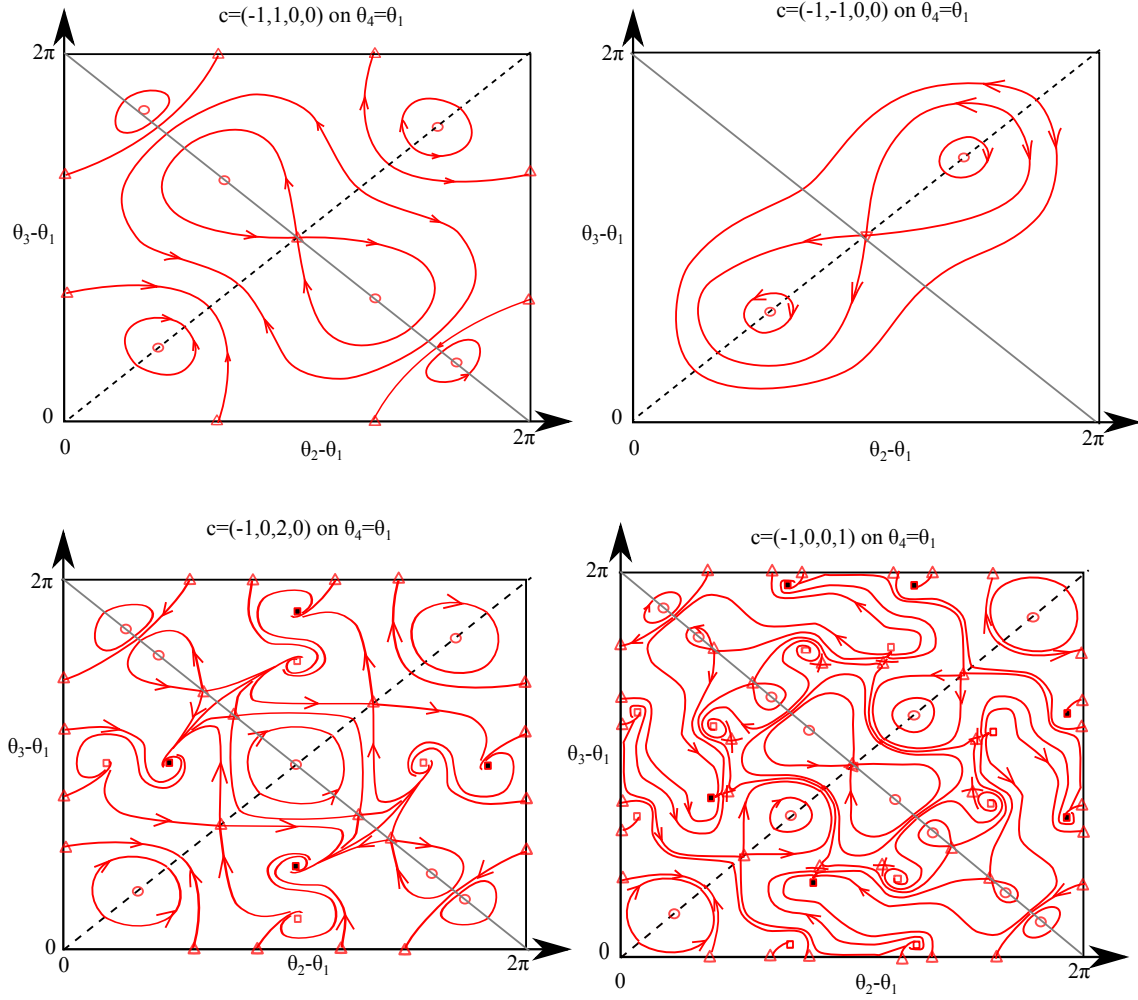 c=(-1,1,0,0) on θ₄=θ₁
2π
θ₃-θ₁
0
0
θ₂-θ₁
2π
c=(-1,-1,0,0) on θ₄=θ₁
2π
θ₃-θ₁
0
0
θ₂-θ₁
2π
c=(-1,0,2,0) on θ₄=θ₁
2π
θ₃-θ₁
0
0
θ₂-θ₁
2π
c=(-1,0,0,1) on θ₄=θ₁
2π
θ₃-θ₁
0
0
θ₂-θ₁
2π